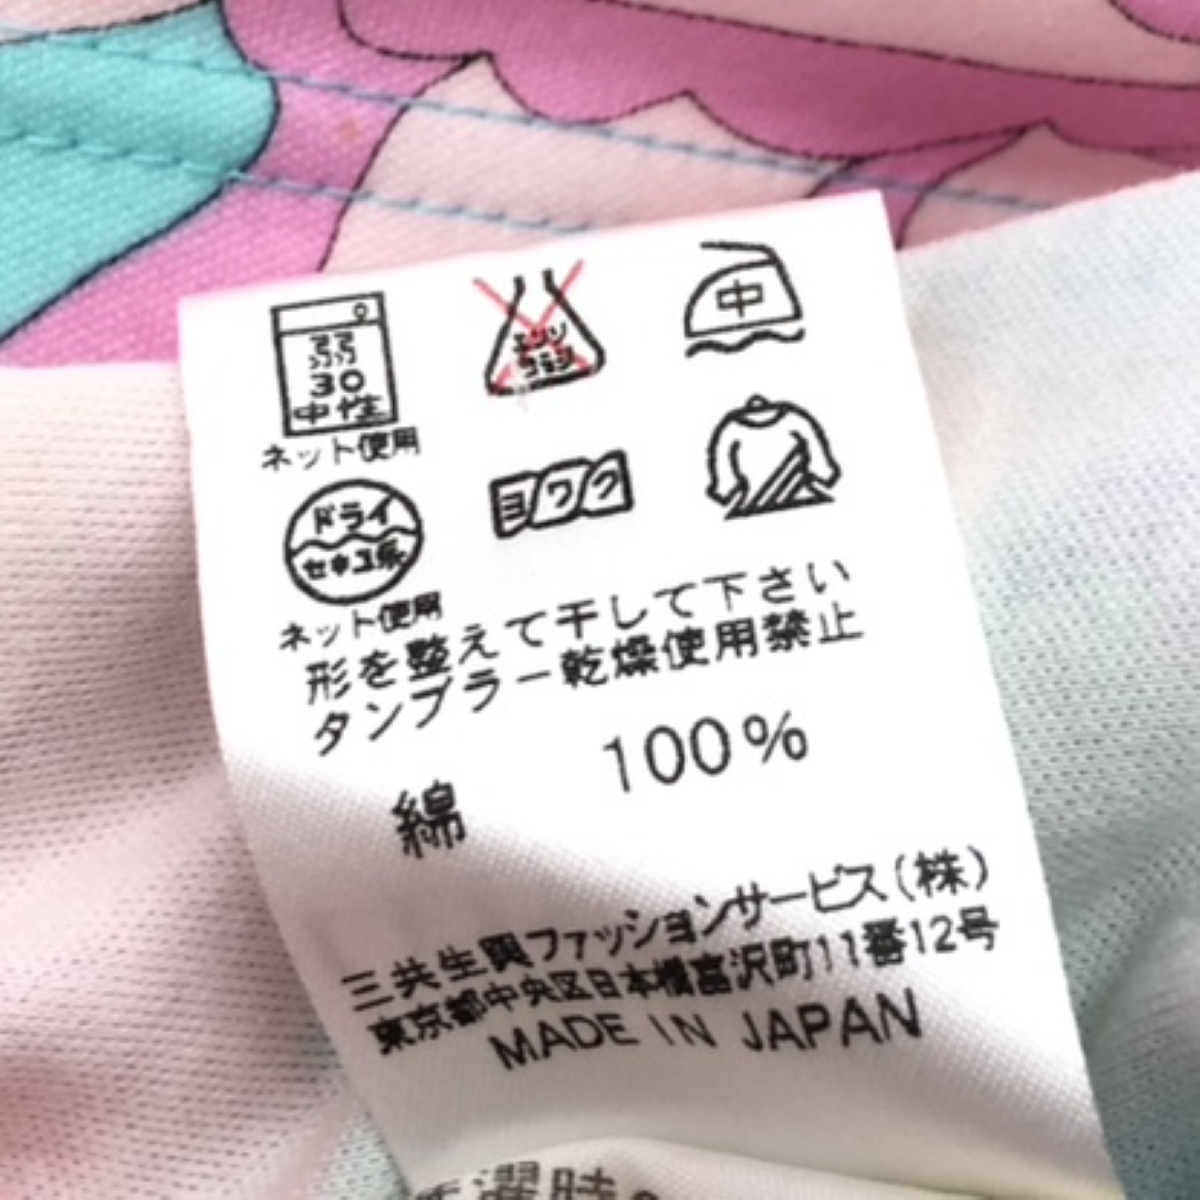 弱
30
中性
ネット使用
エンソ
サラシ
中
ドライ
セキユ系
ネット使用
ヨワク
形を整えて干して下さい
タンブラー乾燥使用禁止
綿 100%
三共生興ファッションサービス(株)
東京都中央区日本橋富沢町11番12号
MADE IN JAPAN
濯時